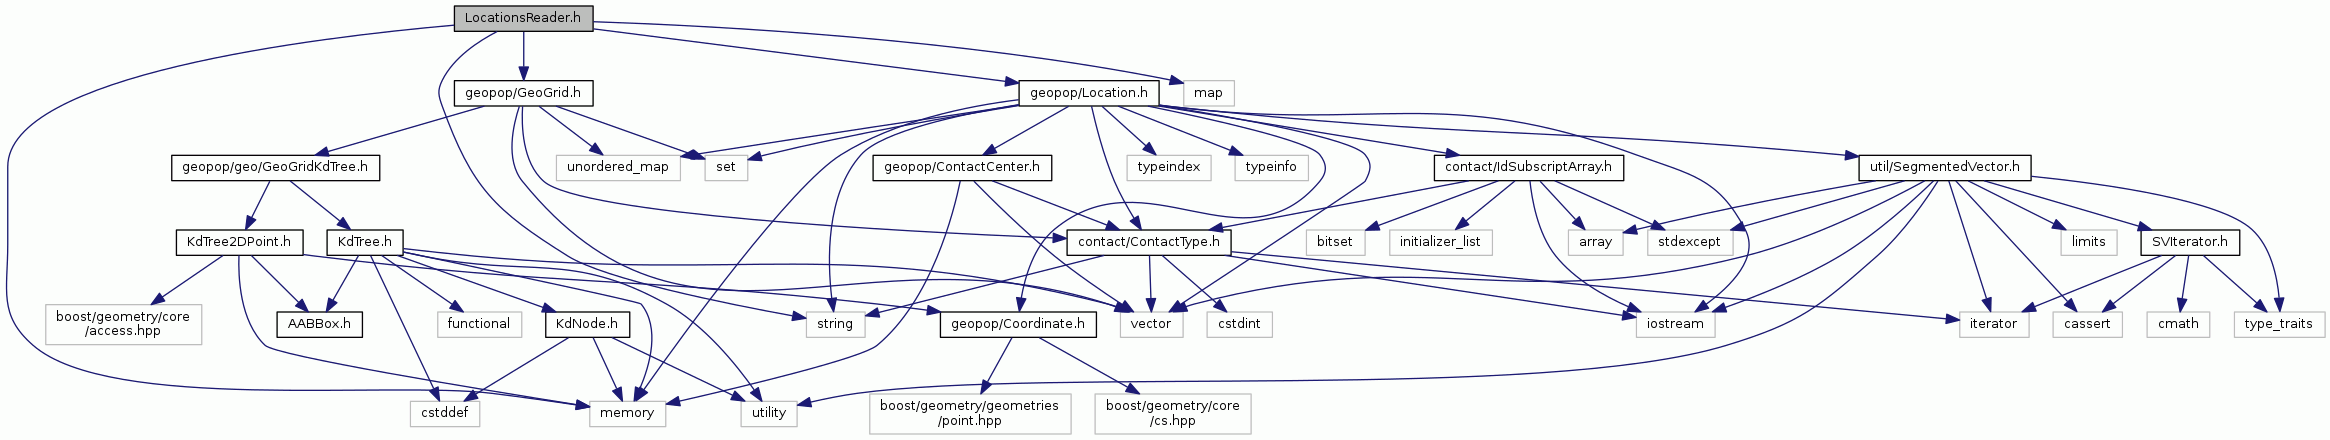 LocationsReader.h
geopop/GeoGrid.h
geopop/Location.h
map
geopop/geo/GeoGridKdTree.h
unordered_map
set
geopop/ContactCenter.h
typeindex
typeinfo
contact/IdSubscriptArray.h
util/SegmentedVector.h
KdTree2DPoint.h
KdTree.h
contact/ContactType.h
bitset
initializer_list
array
stdexcept
limits
SVIterator.h
boost/geometry/core
/access.hpp
AABBox.h
functional
KdNode.h
string
geopop/Coordinate.h
vector
cstdint
iostream
iterator
cassert
cmath
type_traits
cstddef
memory
utility
boost/geometry/geometries
/point.hpp
boost/geometry/core
/cs.hpp